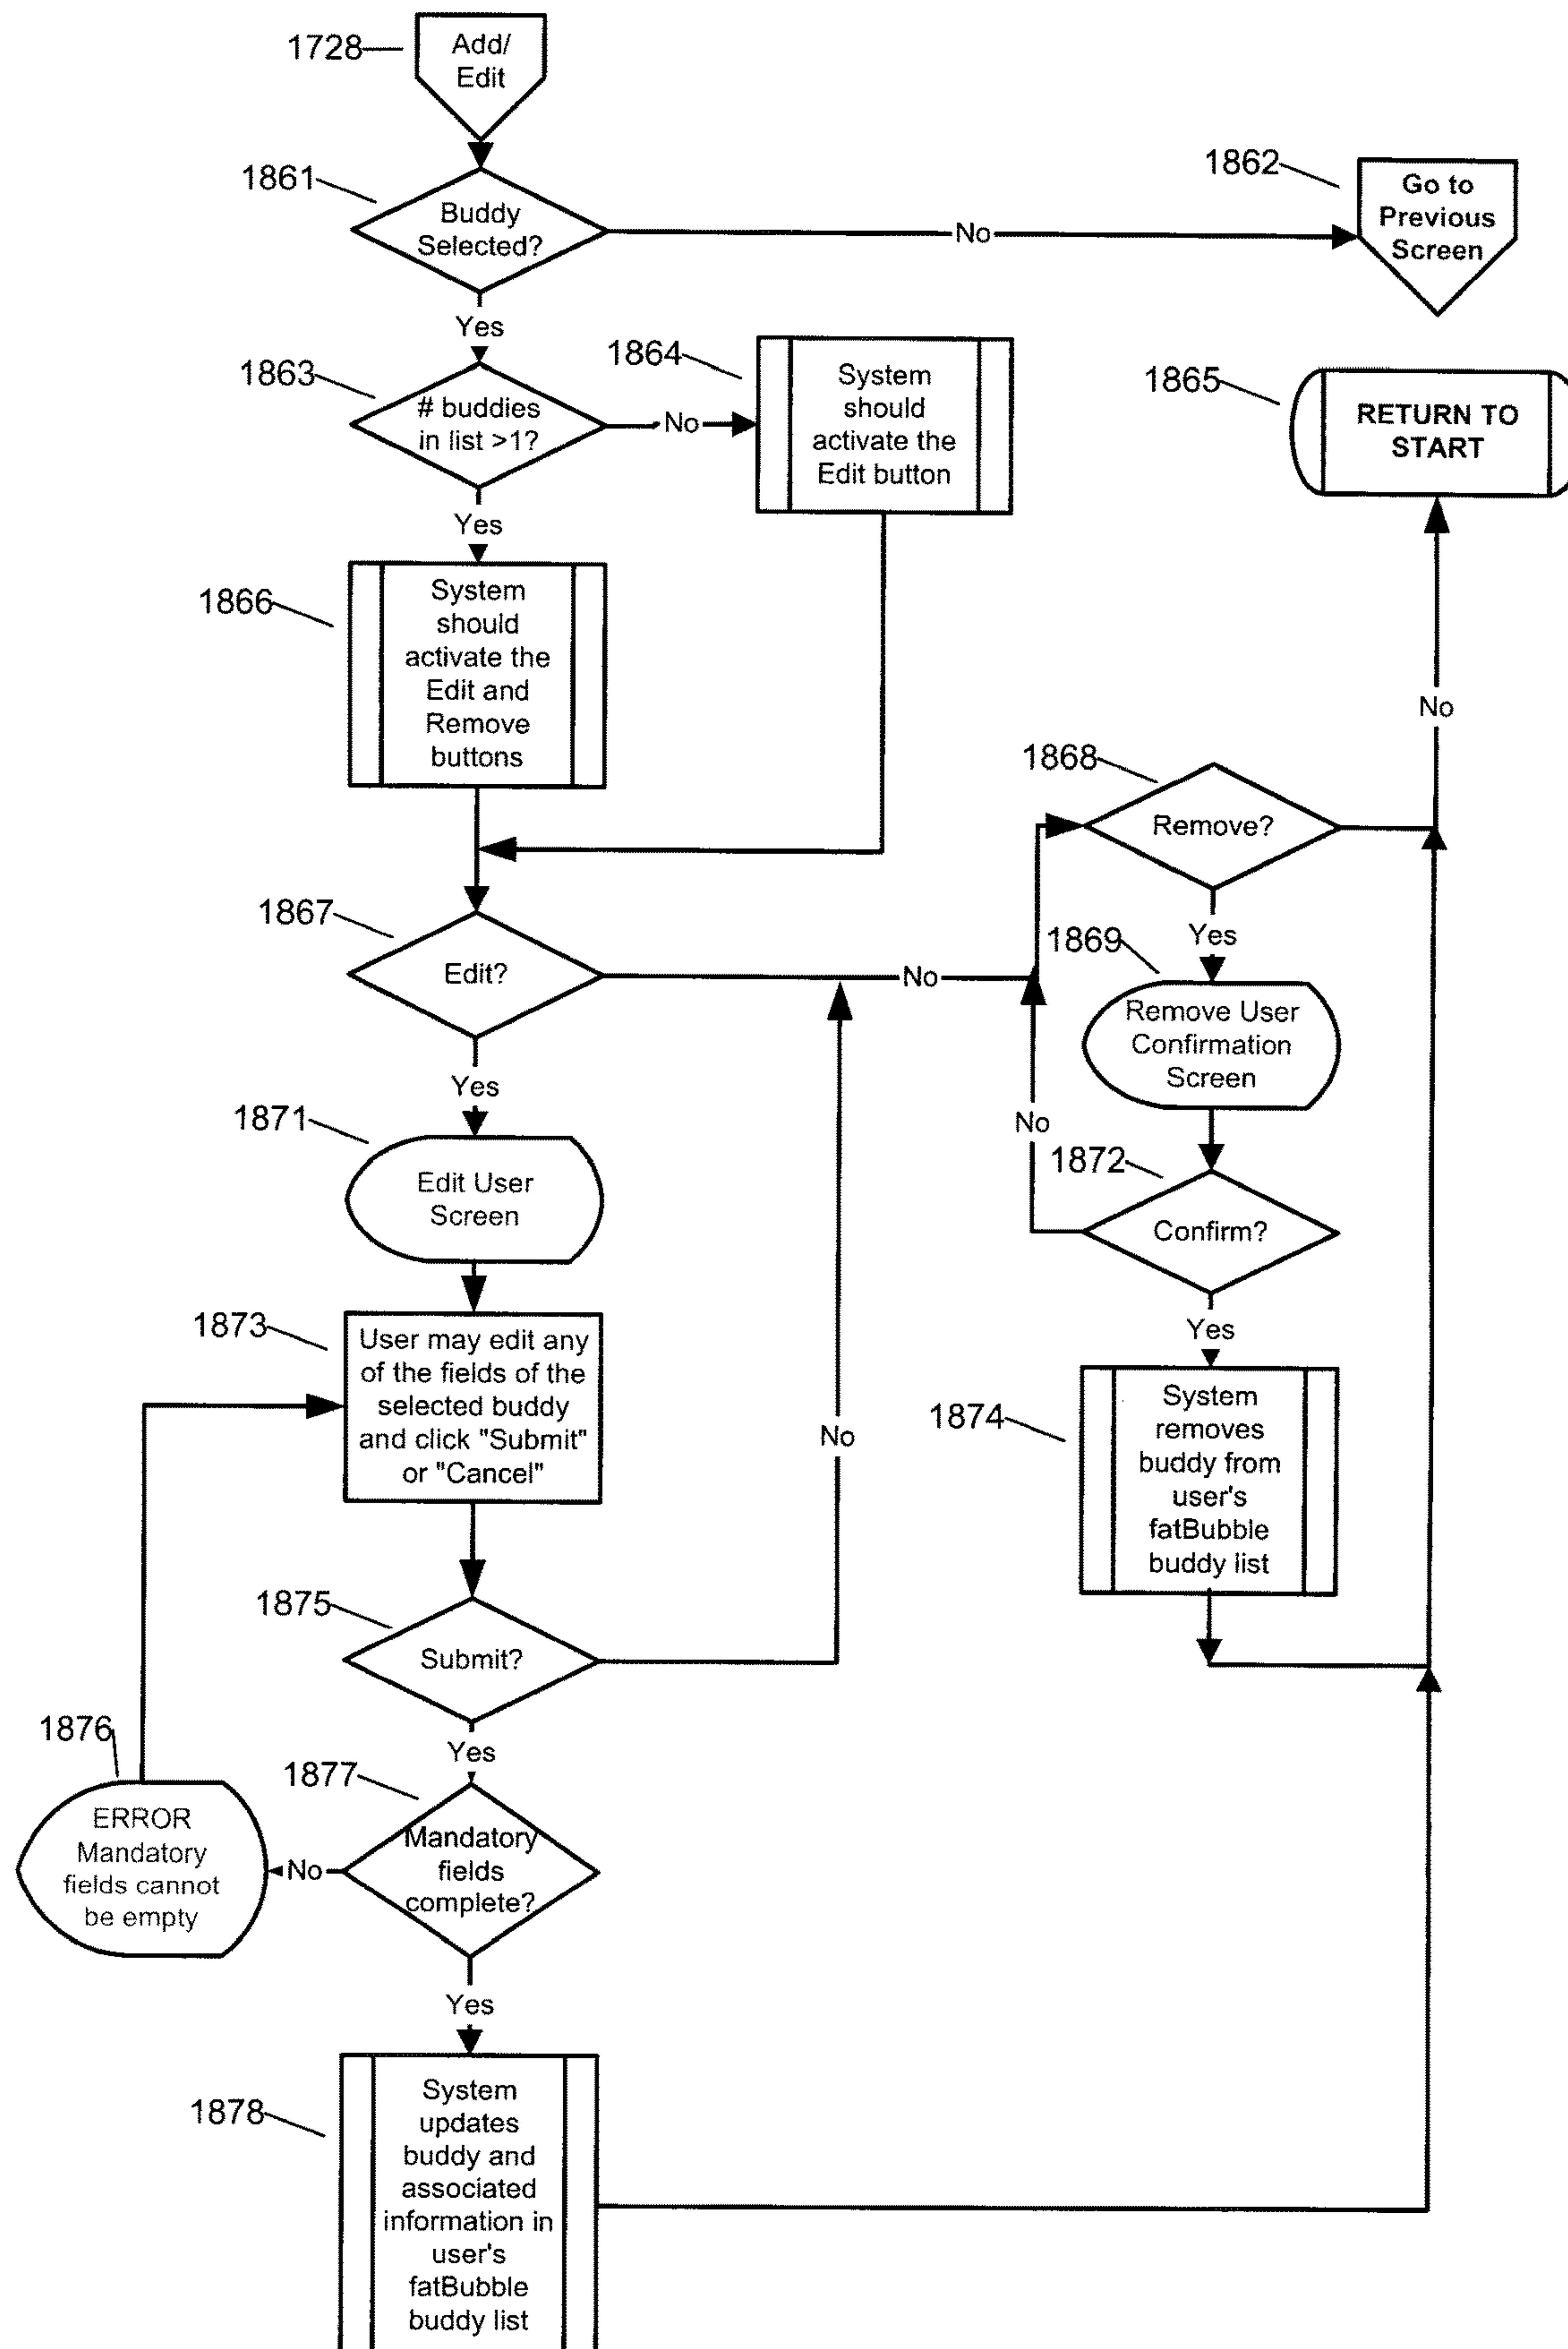 1728
Add/
Edit
1861
Buddy
Selected?
No
1862
Go to
Previous
Screen
Yes
1863
# buddies
in list >1?
No
1864
System
should
activate the
Edit button
1865
RETURN TO
START
Yes
1866
System
should
activate the
Edit and
Remove
buttons
No
1868
Remove?
1867
Edit?
No
Yes
1869
Remove User
Confirmation
Screen
Yes
1871
Edit User
Screen
No
1872
Confirm?
Yes
1873
User may edit any
of the fields of the
selected buddy
and click "Submit"
or "Cancel"
No
1874
System
removes
buddy from
user's
fatBubble
buddy list
1875
Submit?
Yes
1876
ERROR
Mandatory
fields cannot
be empty
1877
Mandatory
fields
complete?
No
Yes
1878
System
updates
buddy and
associated
information in
user's
fatBubble
buddy list